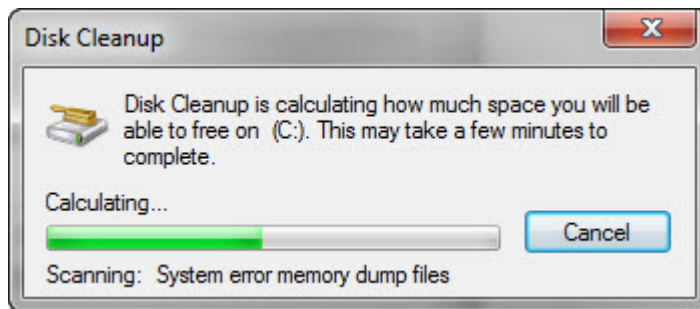 Disk Cleanup
Disk Cleanup is calculating how much space you will be
able to free on  (C:). This may take a few minutes to
complete.
Calculating...
Cancel
Scanning:   System error memory dump files